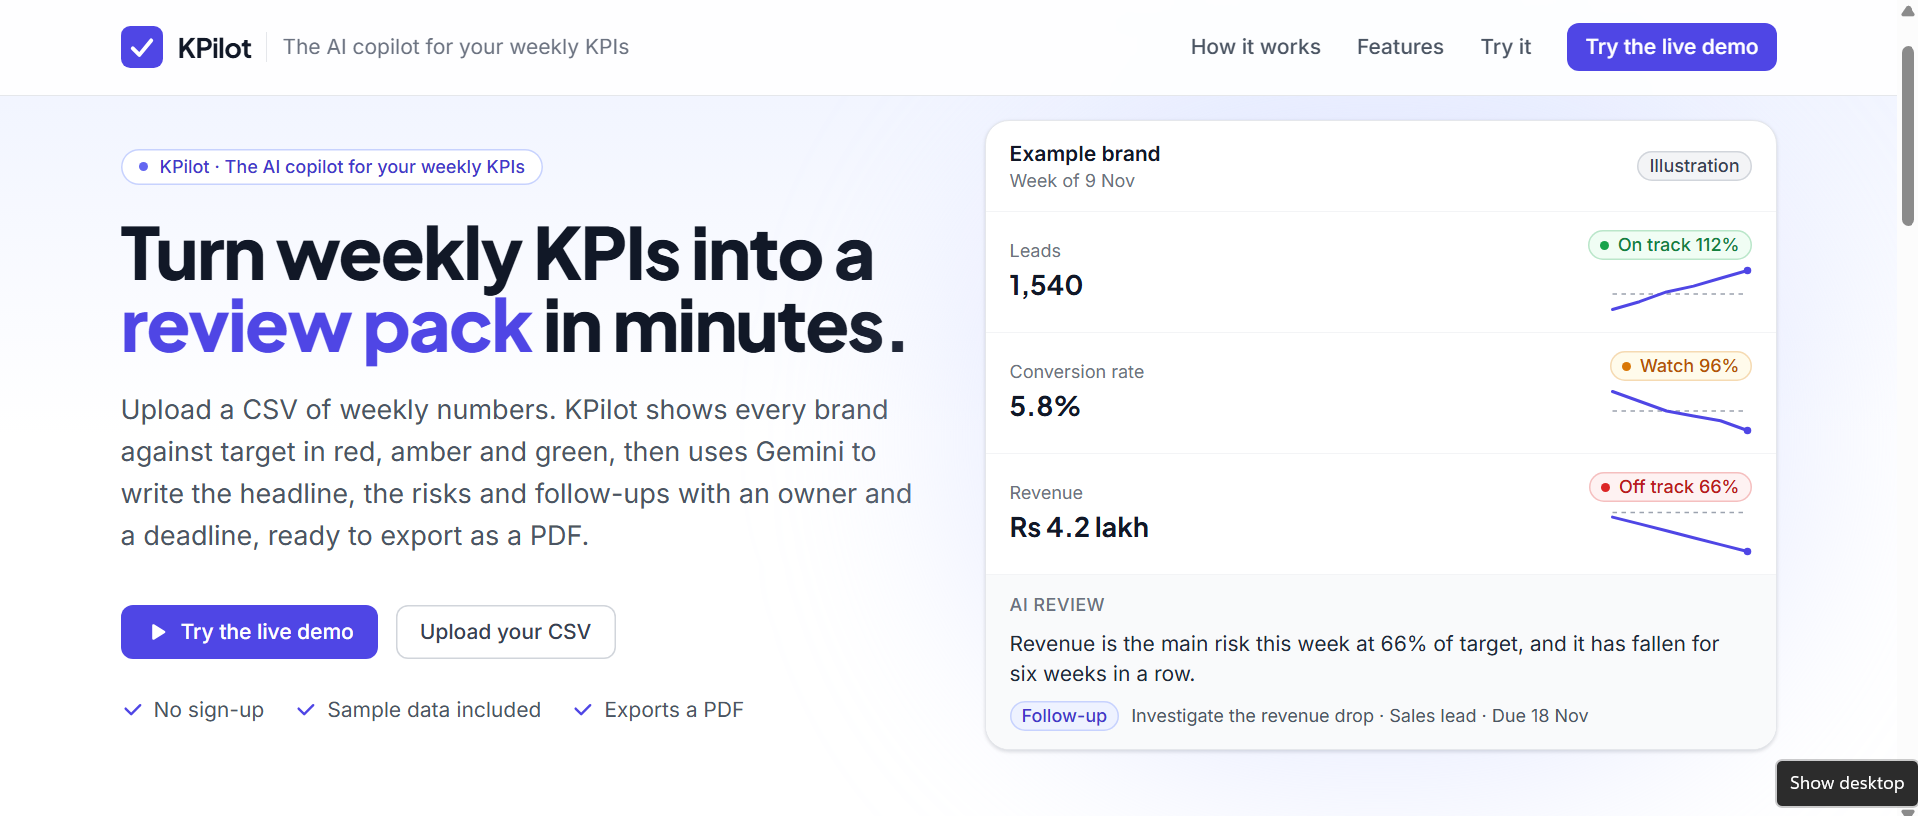 KPilot
The AI copilot for your weekly KPIs
How it works
Features
Try it
Try the live demo
KPilot · The AI copilot for your weekly KPIs
Turn weekly KPIs into a
review pack in minutes.
Upload a CSV of weekly numbers. KPilot shows every brand
against target in red, amber and green, then uses Gemini to
write the headline, the risks and follow-ups with an owner and
a deadline, ready to export as a PDF.
Try the live demo
Upload your CSV
No sign-up
Sample data included
Exports a PDF
Example brand
Week of 9 Nov
Illustration
Leads
1,540
On track 112%
Conversion rate
5.8%
Watch 96%
Revenue
Rs 4.2 lakh
Off track 66%
AI REVIEW
Revenue is the main risk this week at 66% of target, and it has fallen for
six weeks in a row.
Follow-up
Investigate the revenue drop · Sales lead · Due 18 Nov
Show desktop